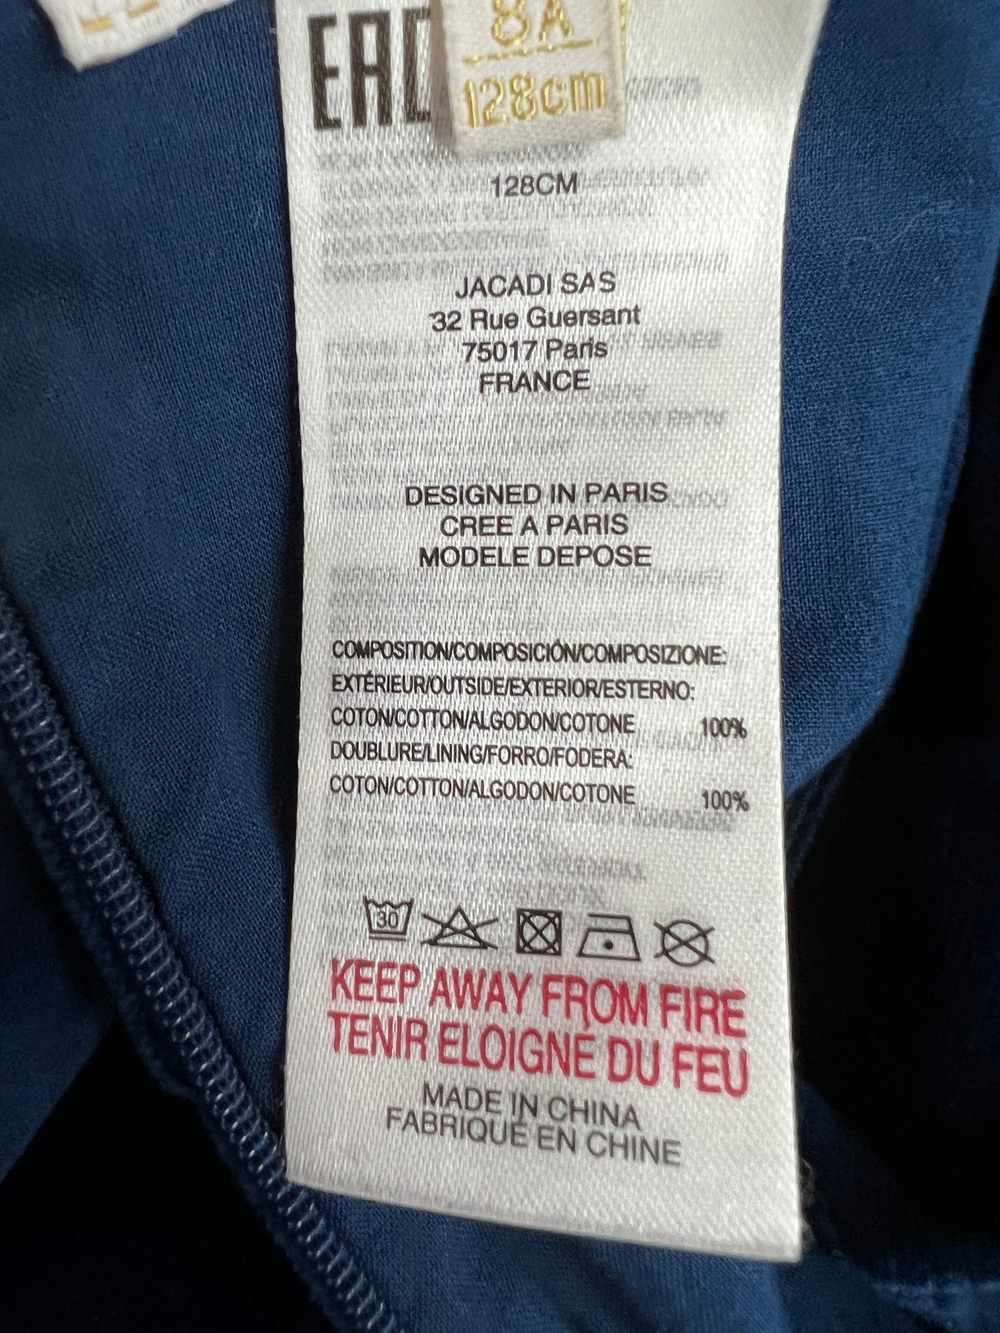 8A
128cm
EAC
128CM
JACADI SAS
32 Rue Guersant
75017 Paris
FRANCE
DESIGNED IN PARIS
CREE A PARIS
MODELE DEPOSE
COMPOSITION/COMPOSICIÓN/COMPOSIZIONE:
EXTÉRIEUR/OUTSIDE/EXTERIOR/ESTERNO:
COTON/COTTON/ALGODON/COTONE 100%
DOUBLURE/LINING/FORRO/FODERA:
COTON/COTTON/ALGODON/COTONE 100%
30
KEEP AWAY FROM FIRE
TENIR ELOIGNÉ DU FEU
MADE IN CHINA
FABRIQUÉ EN CHINE